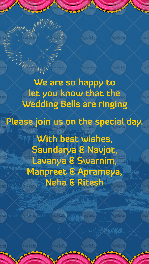 We are so happy to
let you know that the
Wedding Bells are ringing
Please join us on the special day.
With best wishes,
Saundarya & Navjot,
Lavanya & Swarnim,
Manpreet & Aprameya,
Neha & Ritesh